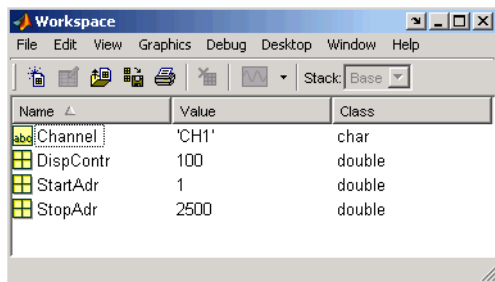 Workspace
File Edit View Graphics Debug Desktop Window Help
Stack: Base
Name Value Class
abc Channel 'CH1' char
DispContr 100 double
StartAdr 1 double
StopAdr 2500 double